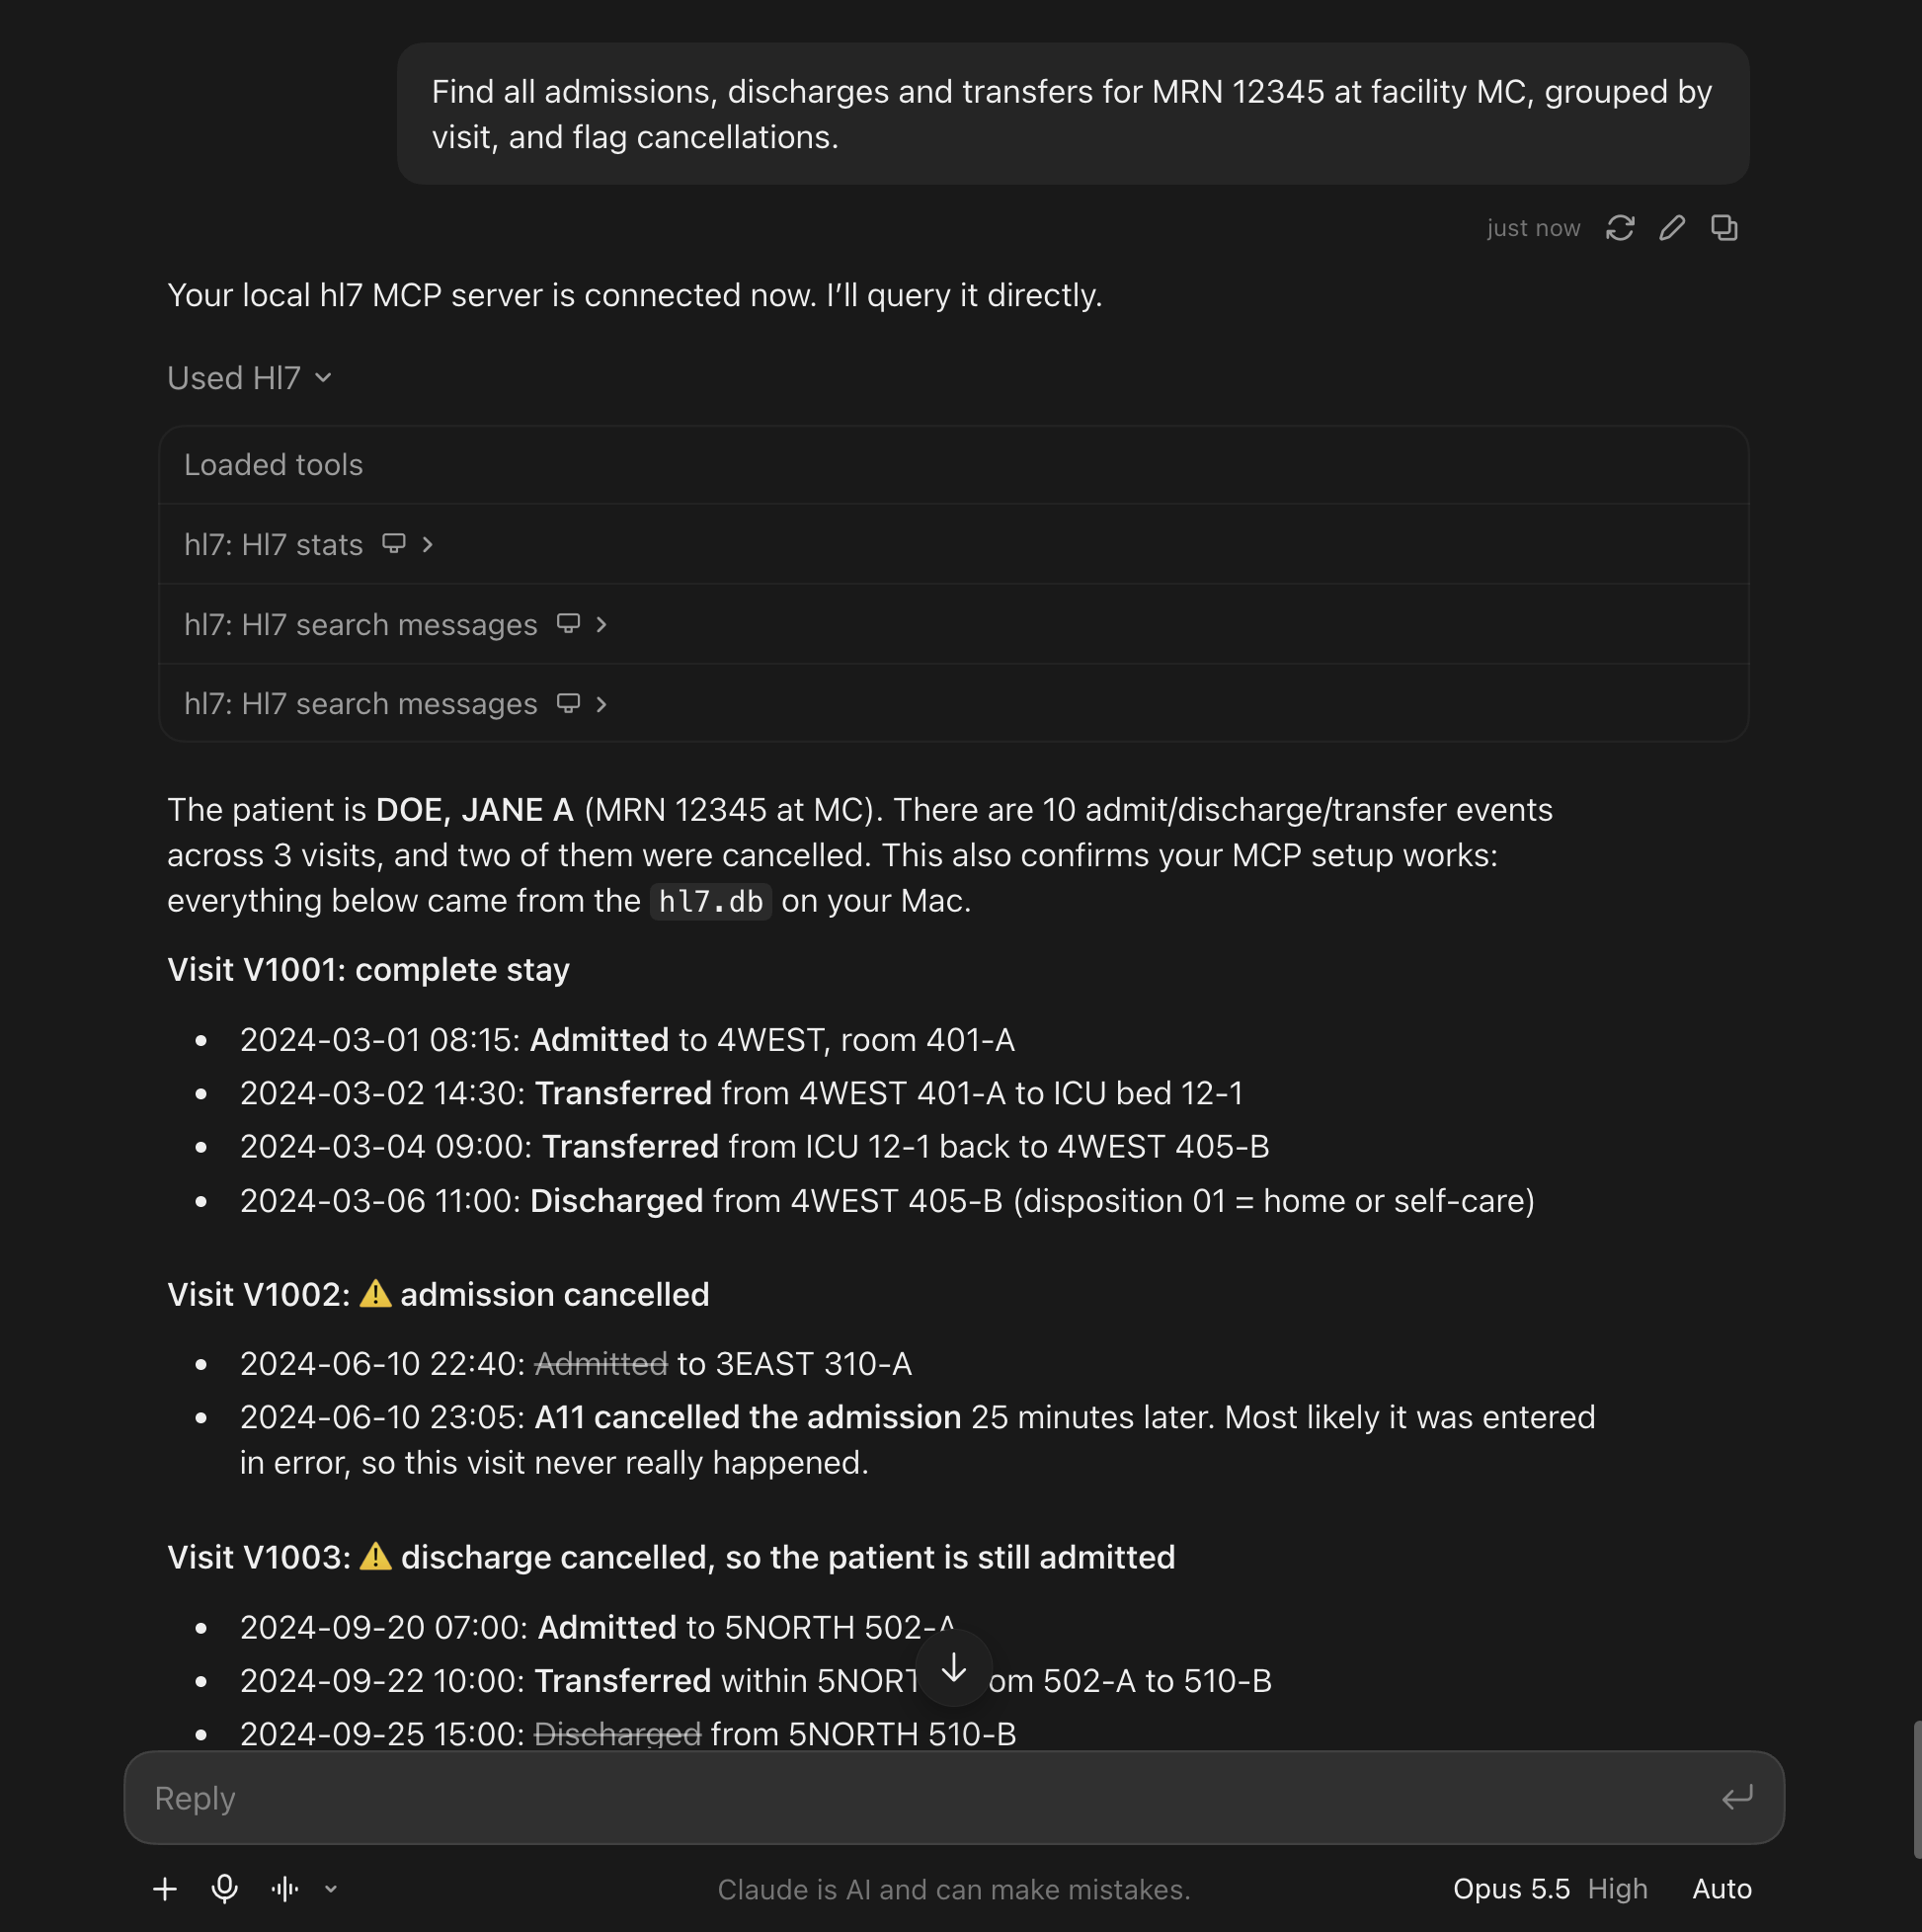 Find all admissions, discharges and transfers for MRN 12345 at facility MC, grouped by
visit, and flag cancellations.
just now
Your local hl7 MCP server is connected now. I’ll query it directly.
Used Hl7
Loaded tools
hl7: Hl7 stats
hl7: Hl7 search messages
hl7: Hl7 search messages
The patient is DOE, JANE A (MRN 12345 at MC). There are 10 admit/discharge/transfer events
across 3 visits, and two of them were cancelled. This also confirms your MCP setup works:
everything below came from the hl7.db on your Mac.
Visit V1001: complete stay
2024-03-01 08:15: Admitted to 4WEST, room 401-A
2024-03-02 14:30: Transferred from 4WEST 401-A to ICU bed 12-1
2024-03-04 09:00: Transferred from ICU 12-1 back to 4WEST 405-B
2024-03-06 11:00: Discharged from 4WEST 405-B (disposition 01 = home or self-care)
Visit V1002: ⚠️ admission cancelled
2024-06-10 22:40: Admitted to 3EAST 310-A
2024-06-10 23:05: A11 cancelled the admission 25 minutes later. Most likely it was entered
in error, so this visit never really happened.
Visit V1003: ⚠️ discharge cancelled, so the patient is still admitted
2024-09-20 07:00: Admitted to 5NORTH 502-A
2024-09-22 10:00: Transferred within 5NORT om 502-A to 510-B
2024-09-25 15:00: Discharged from 5NORTH 510-B
Reply
Claude is AI and can make mistakes.
Opus 5.5 High Auto